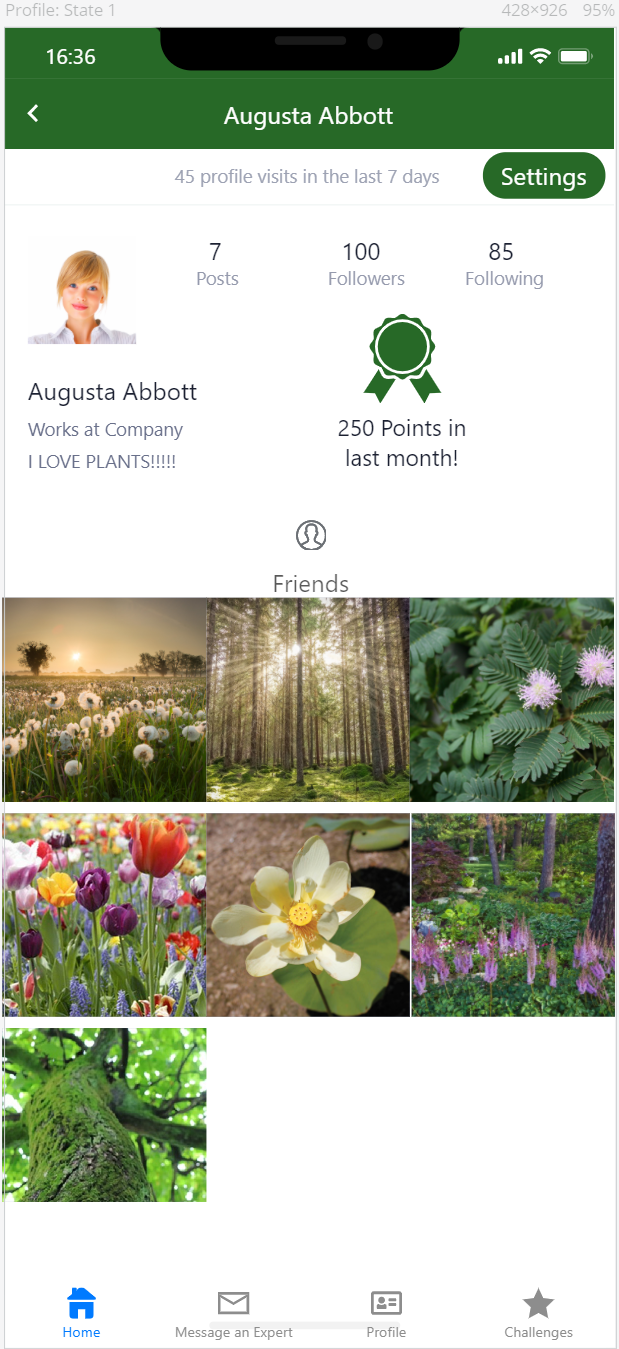 Profile: State 1 428×926 95%
16:36
Augusta Abbott
45 profile visits in the last 7 days Settings
7 100 85
Posts Followers Following
Augusta Abbott
Works at Company
I LOVE PLANTS!!!!!
250 Points in
last month!
Friends
Home Message an Expert Profile Challenges